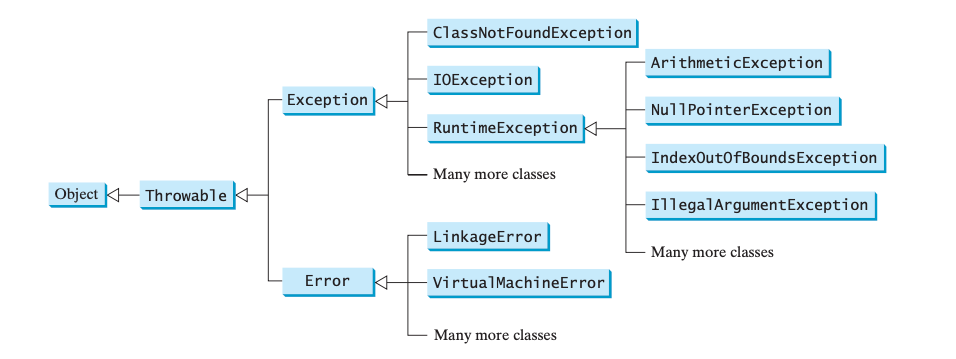 ClassNotFoundException
ArithmeticException
IOException
Exception
NullPointerException
RuntimeException
IndexOutOfBoundsException
Many more classes
Object
Throwable
IllegalArgumentException
LinkageError
Many more classes
Error
VirtualMachineError
Many more classes